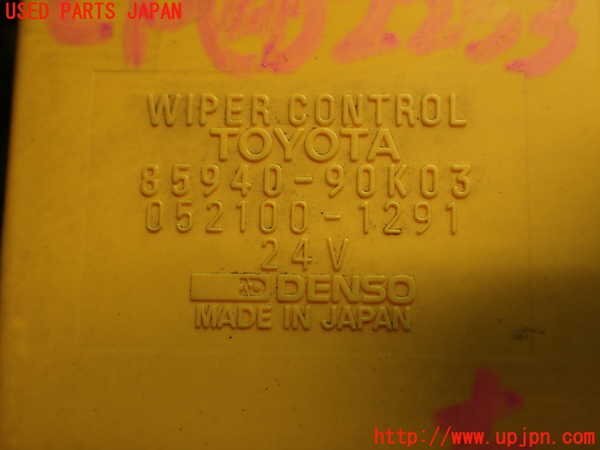 USED PARTS JAPAN
2253
WIPER CONTROL
TOYOTA
85940-90K03
052100-1291
24V
DENSO
MADE IN JAPAN
http://www.upjpn.com/